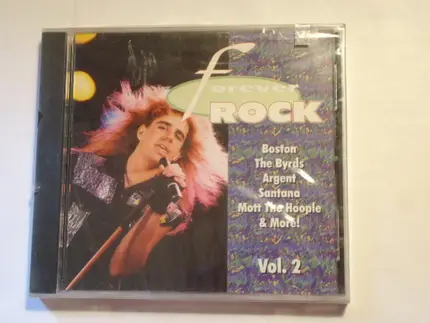 forever
ROCK
Boston
The Byrds
Argent
Santana
Mott The Hoople
& More!
Vol. 2